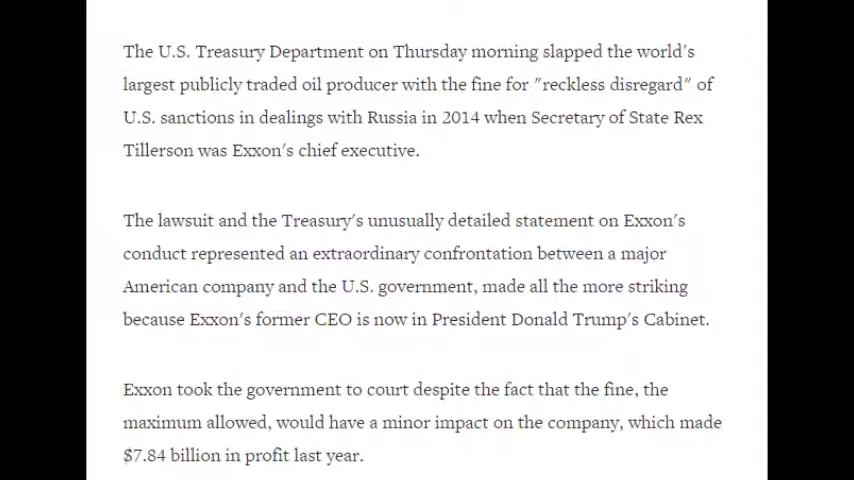 The U.S. Treasury Department on Thursday morning slapped the world's
largest publicly traded oil producer with the fine for "reckless disregard" of
U.S. sanctions in dealings with Russia in 2014 when Secretary of State Rex
Tillerson was Exxon's chief executive.
The lawsuit and the Treasury's unusually detailed statement on Exxon's
conduct represented an extraordinary confrontation between a major
American company and the U.S. government, made all the more striking
because Exxon's former CEO is now in President Donald Trump's Cabinet.
Exxon took the government to court despite the fact that the fine, the
maximum allowed, would have a minor impact on the company, which made
$7.84 billion in profit last year.